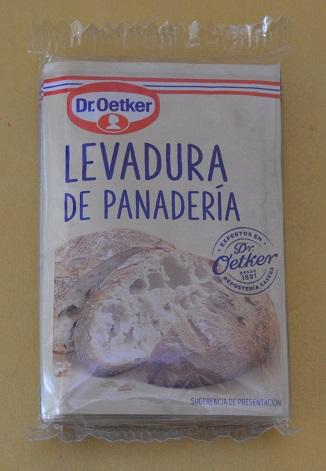 Dr. Oetker
LEVADURA
DE PANADERÍA
EXPERTOS EN
Dr.
Oetker
DESDE
1891
REPOSTERÍA CASERA
SUGERENCIA DE PRESENTACIÓN